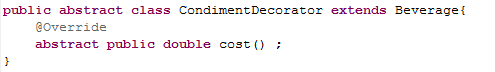 public abstract class CondimentDecorator extends Beverage{
    @Override
    abstract public double cost() ;
}